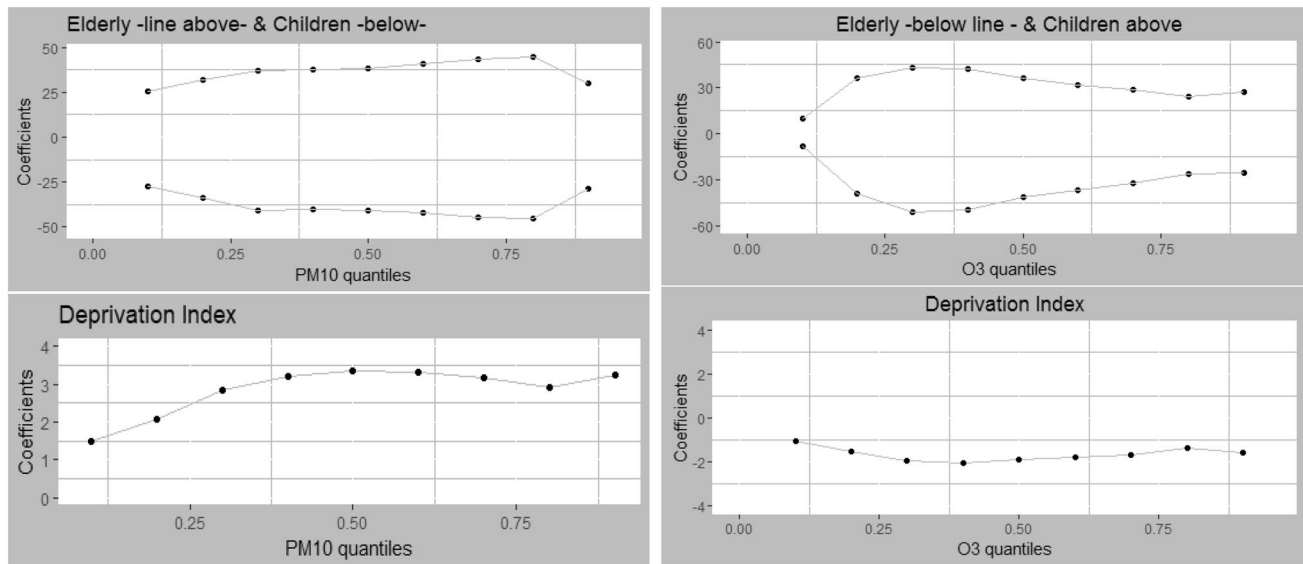 Elderly -line above- & Children -below-
50
25
0
-25
-50
Coefficients
0.00 0.25 0.50 0.75
PM10 quantiles
Elderly -below line - & Children above
60
30
0
-30
-60
Coefficients
0.00 0.25 0.50 0.75
O3 quantiles
Deprivation Index
4
3
2
1
0
Coefficients
0.25 0.50 0.75
PM10 quantiles
Deprivation Index
4
2
0
-2
-4
Coefficients
0.00 0.25 0.50 0.75
O3 quantiles